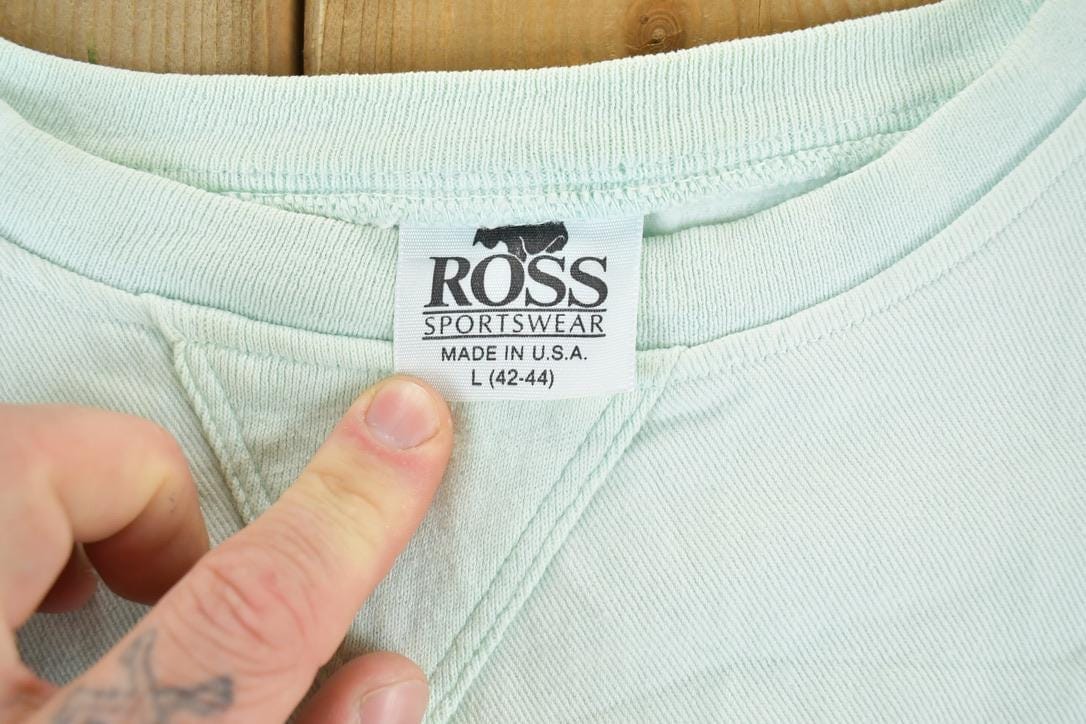 ROSS
SPORTSWEAR
MADE IN U.S.A.
L (42-44)